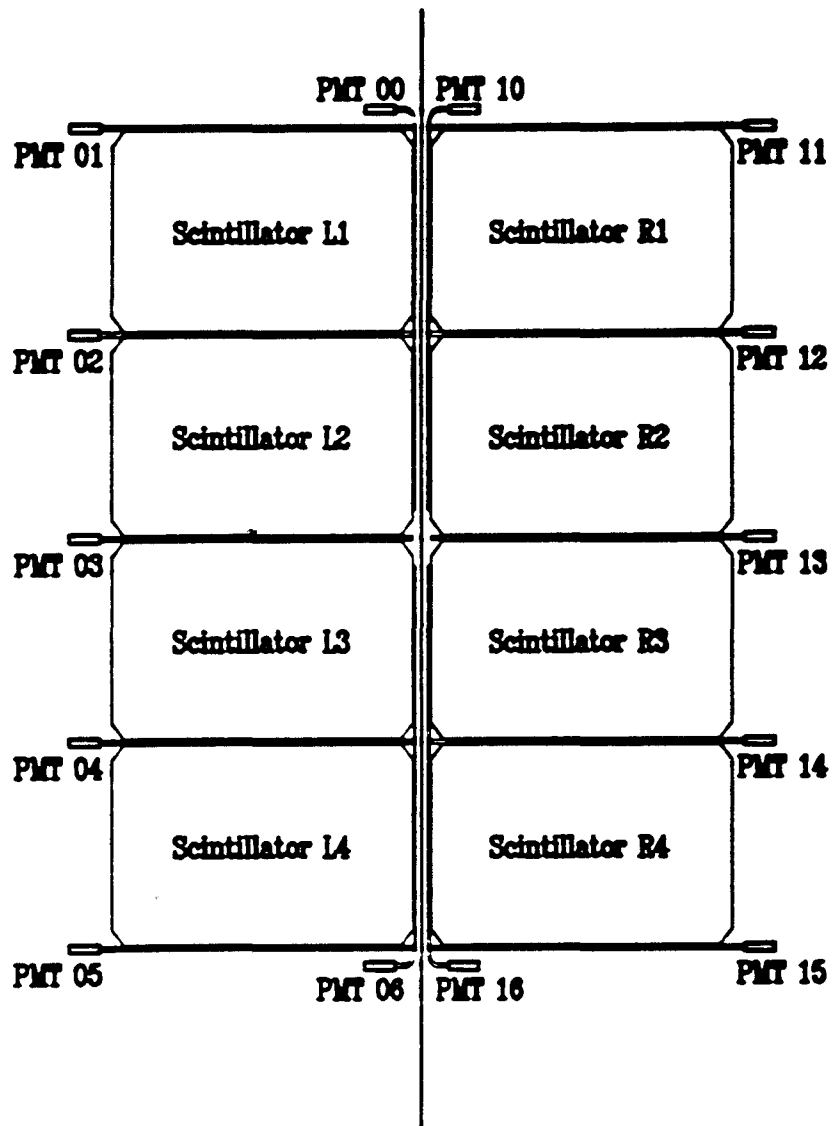 PMT 00 PMT 10
PMT 01 PMT 11
Scintillator L1 Scintillator R1
PMT 02 PMT 12
Scintillator L2 Scintillator R2
PMT 03 PMT 13
Scintillator L3 Scintillator R3
PMT 04 PMT 14
Scintillator L4 Scintillator R4
PMT 05 PMT 15
PMT 06 PMT 16